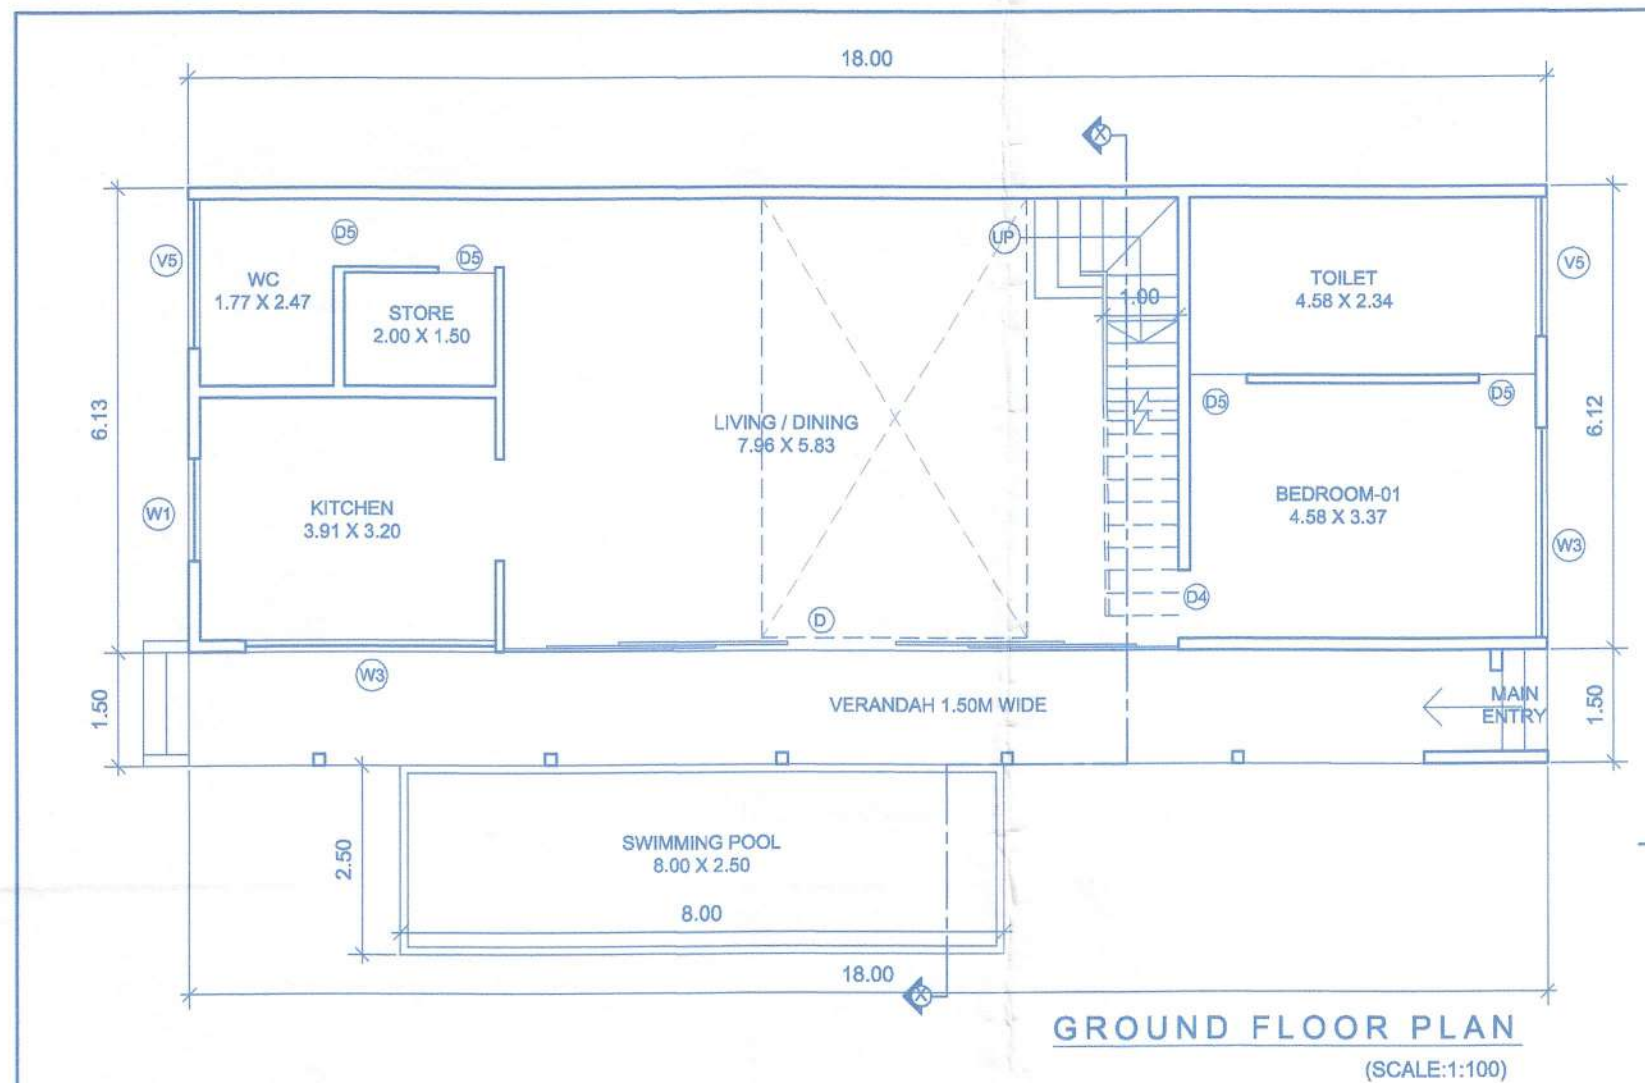 18.00
X
UP
D5
D5
V5
WC
1.77 X 2.47
STORE
2.00 X 1.50
TOILET
4.58 X 2.34
V5
1.00
6.13
LIVING / DINING
7.96 X 5.83
D5
D5
6.12
KITCHEN
3.91 X 3.20
W1
BEDROOM-01
4.58 X 3.37
W3
D4
D
W3
1.50
VERANDAH 1.50M WIDE
MAIN
ENTRY
1.50
2.50
SWIMMING POOL
8.00 X 2.50
8.00
18.00
X
GROUND FLOOR PLAN
(SCALE:1:100)